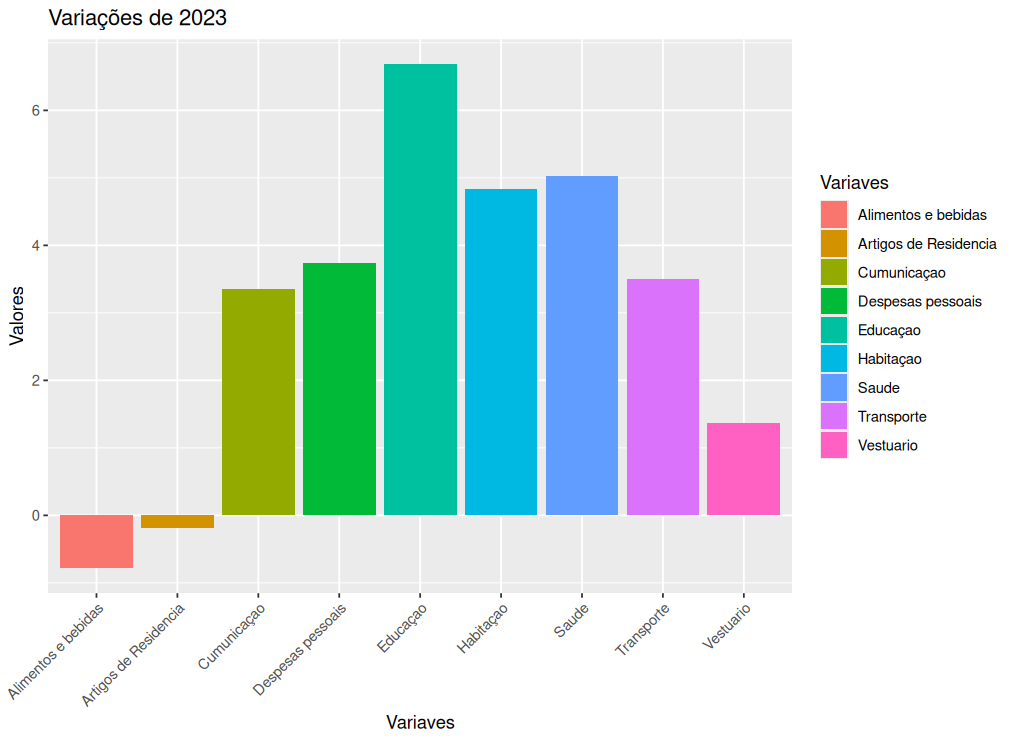 Variações de 2023
Valores
6
4
2
0
Alimentos e bebidas
Artigos de Residencia
Cumunicaçao
Despesas pessoais
Educaçao
Habitaçao
Saude
Transporte
Vestuario
Variaves
Variaves
Alimentos e bebidas
Artigos de Residencia
Cumunicaçao
Despesas pessoais
Educaçao
Habitaçao
Saude
Transporte
Vestuario